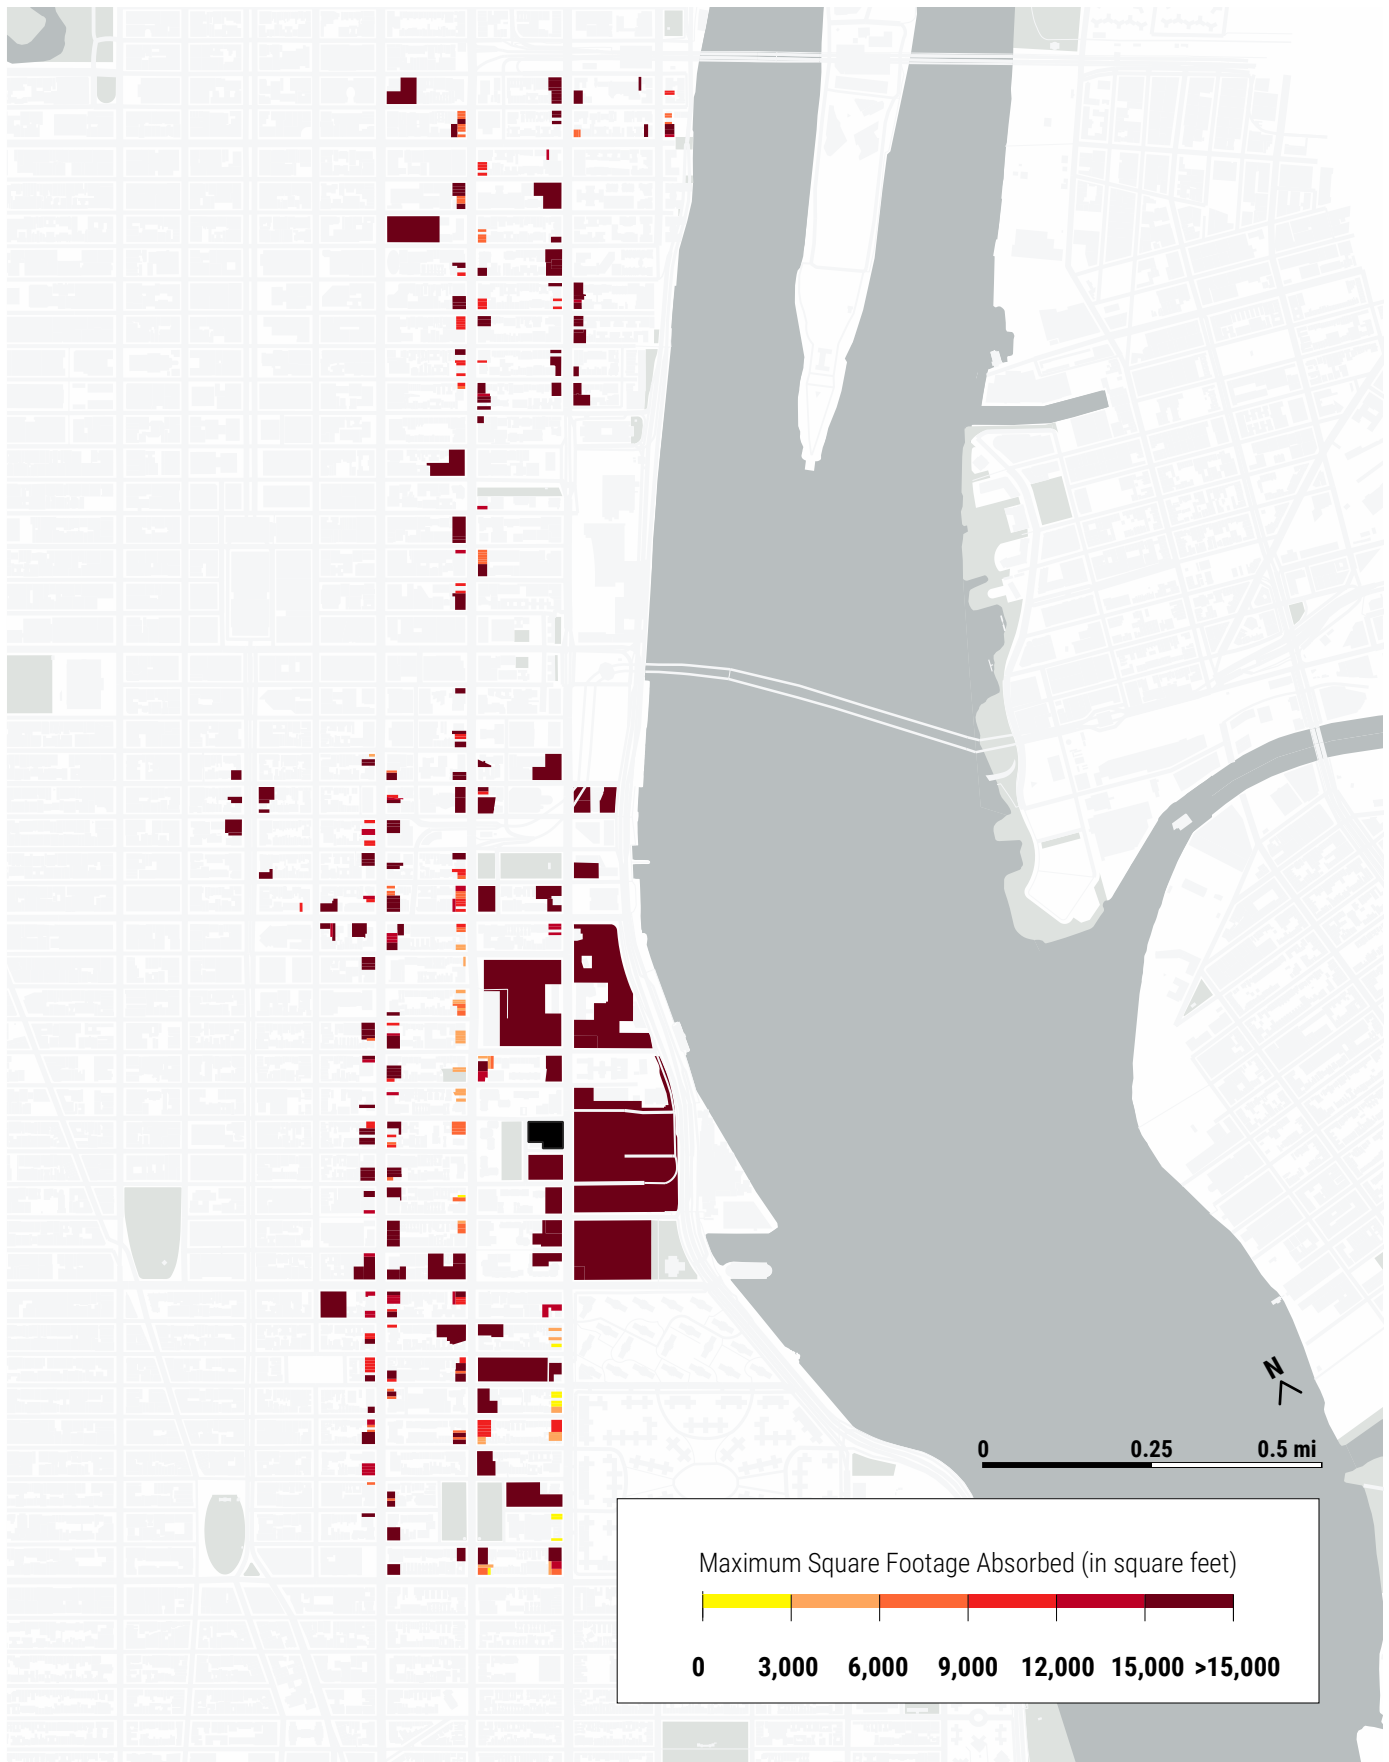 N
0 0.25 0.5 mi
Maximum Square Footage Absorbed (in square feet)
0 3,000 6,000 9,000 12,000 15,000 >15,000